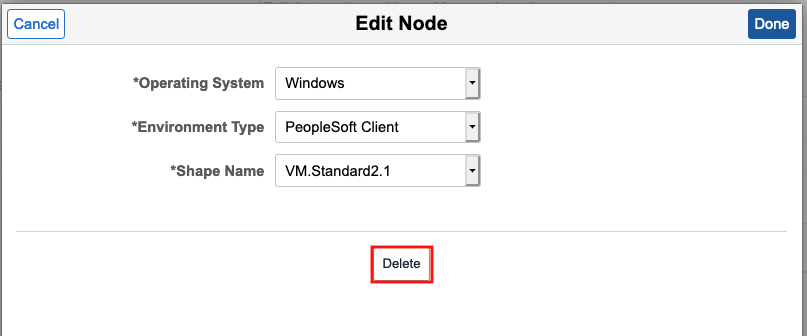 Cancel Edit Node Done
*Operating System Windows
*Environment Type PeopleSoft Client
*Shape Name VM.Standard2.1
Delete